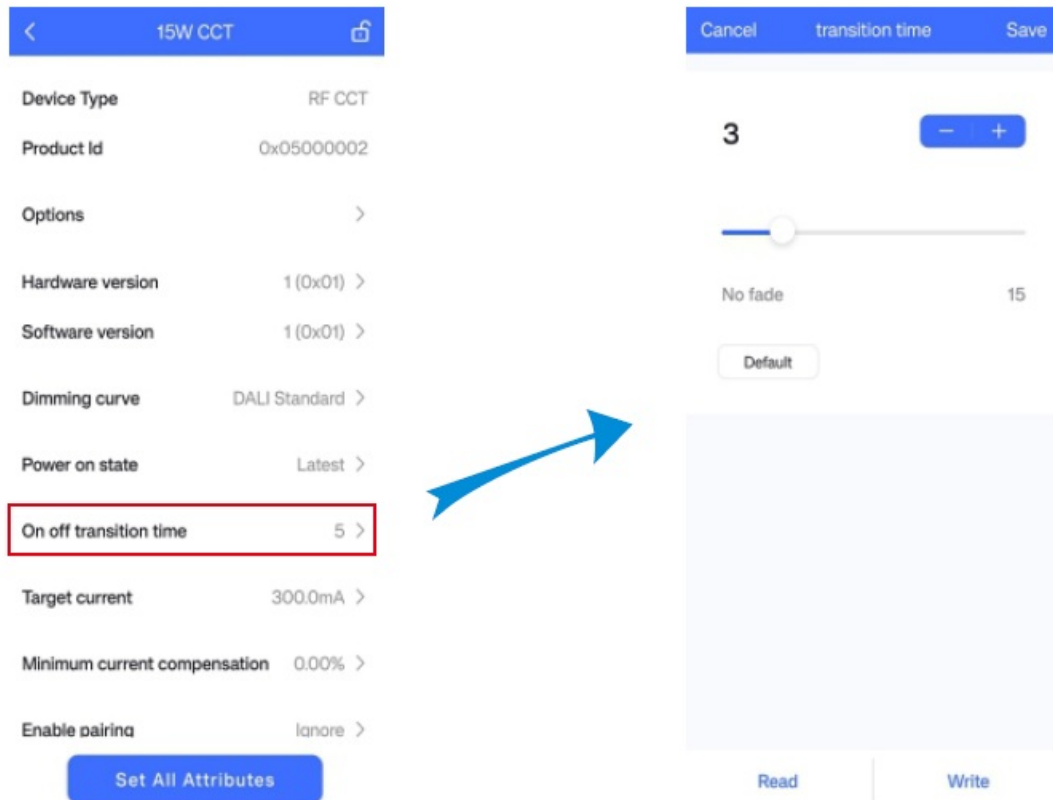 15W CCT
Device Type RF CCT
Product Id 0x05000002
Options
Hardware version 1 (0x01)
Software version 1 (0x01)
Dimming curve DALI Standard
Power on state Latest
On off transition time 5
Target current 300.0mA
Minimum current compensation 0.00%
Enable pairing Ignore
Set All Attributes
Cancel transition time Save
3 − +
No fade 15
Default
Read Write